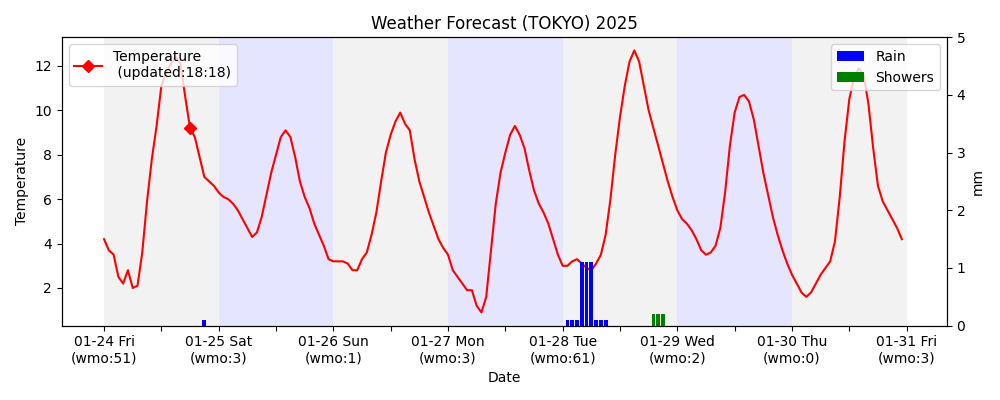 Weather Forecast (TOKYO) 2025
Temperature
(updated:18:18)
Rain
Showers
12
10
8
6
4
2
Temperature
5
4
3
2
1
0
mm
01-24 Fri
(wmo:51)
01-25 Sat
(wmo:3)
01-26 Sun
(wmo:1)
01-27 Mon
(wmo:3)
01-28 Tue
(wmo:61)
01-29 Wed
(wmo:2)
01-30 Thu
(wmo:0)
01-31 Fri
(wmo:3)
Date